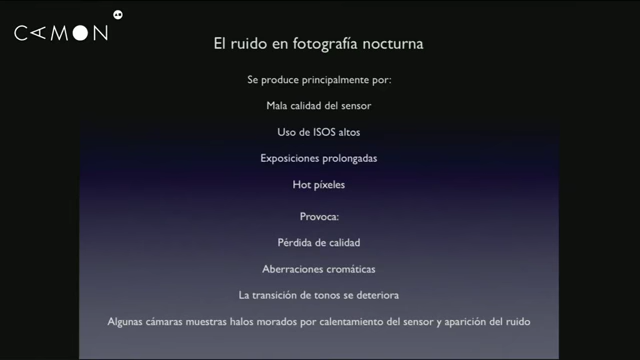 CAMON
El ruido en fotografía nocturna
Se produce principalmente por:
Mala calidad del sensor
Uso de ISOS altos
Exposiciones prolongadas
Hot píxeles
Provoca:
Pérdida de calidad
Aberraciones cromáticas
La transición de tonos se deteriora
Algunas cámaras muestras halos morados por calentamiento del sensor y aparición del ruido